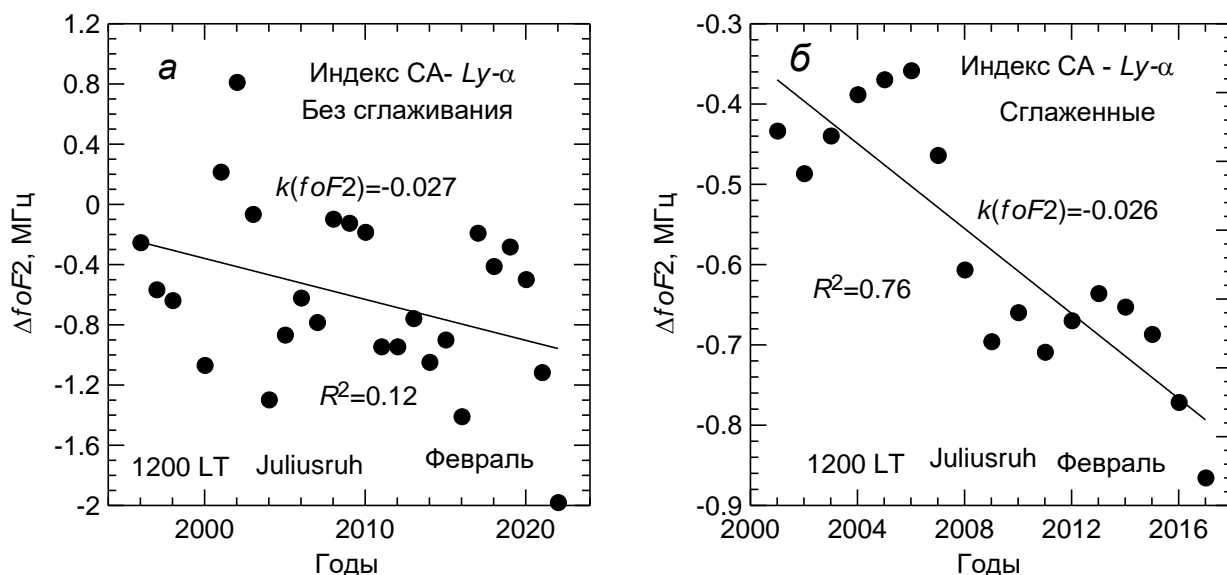 а
Индекс СА- Ly-α
Без сглаживания
k(foF2)=-0.027
R²=0.12
1200 LT
Juliusruh
Февраль
ΔfoF2, МГц
1.2
0.8
0.4
0
-0.4
-0.8
-1.2
-1.6
-2
2000
2010
2020
Годы
б
Индекс СА - Ly-α
Сглаженные
k(foF2)=-0.026
R²=0.76
1200 LT
Juliusruh
Февраль
ΔfoF2, МГц
-0.3
-0.4
-0.5
-0.6
-0.7
-0.8
-0.9
2000
2004
2008
2012
2016
Годы